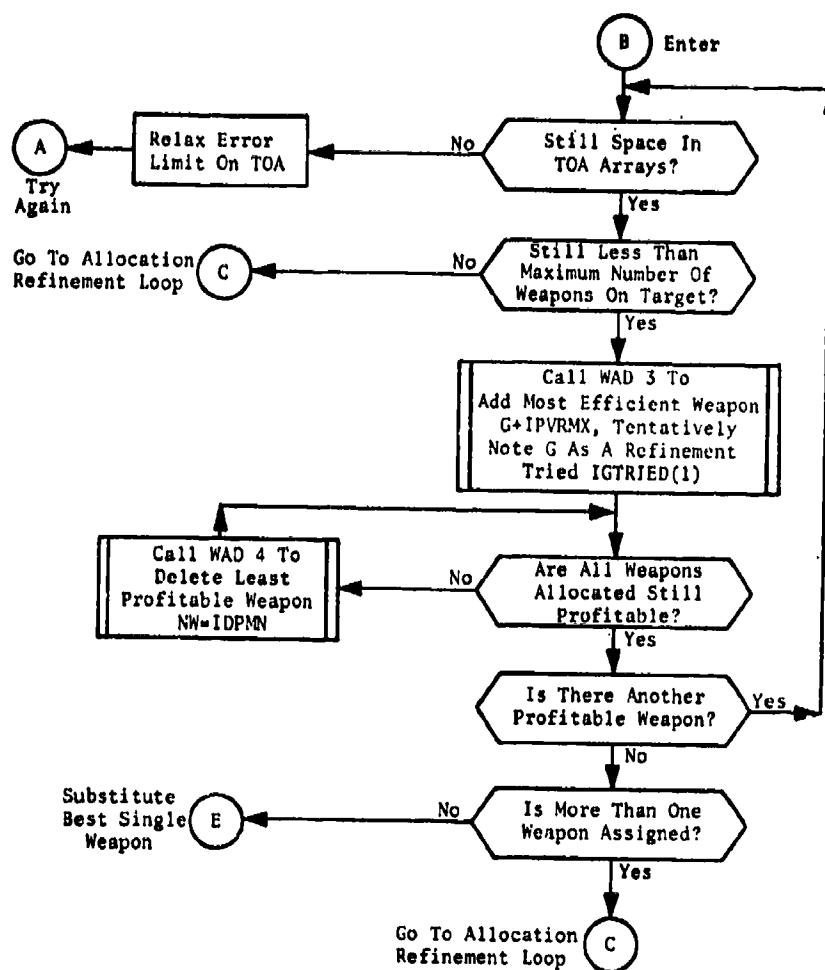 B Enter
Still Space In
TOA Arrays?
No
Relax Error
Limit On TOA
A
Try
Again
Yes
Still Less Than
Maximum Number Of
Weapons On Target?
No
C
Go To Allocation
Refinement Loop
Yes
Call WAD 3 To
Add Most Efficient Weapon
G+IPVRMX, Tentatively
Note G As A Refinement
Tried IGTRIED(1)
Are All Weapons
Allocated Still
Profitable?
No
Call WAD 4 To
Delete Least
Profitable Weapon
NW=IDPMN
Yes
Is There Another
Profitable Weapon?
Yes
No
Is More Than One
Weapon Assigned?
No
E
Substitute
Best Single
Weapon
Yes
Go To Allocation
Refinement Loop
C